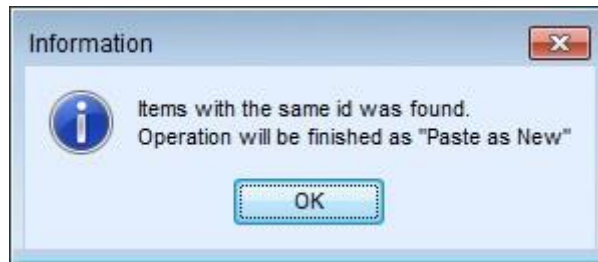 Information
Items with the same id was found.
Operation will be finished as "Paste as New"
OK